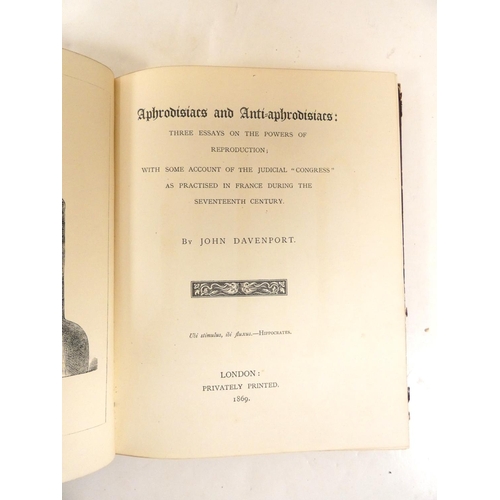 Aphrodisiacs and Anti-aphrodisiacs:
THREE ESSAYS ON THE POWERS OF
REPRODUCTION;
WITH SOME ACCOUNT OF THE JUDICIAL "CONGRESS"
AS PRACTISED IN FRANCE DURING THE
SEVENTEENTH CENTURY.
BY JOHN DAVENPORT.
Ubi stimulus, ibi fluxus.—HIPPOCRATES.
LONDON:
PRIVATELY PRINTED.
1869.